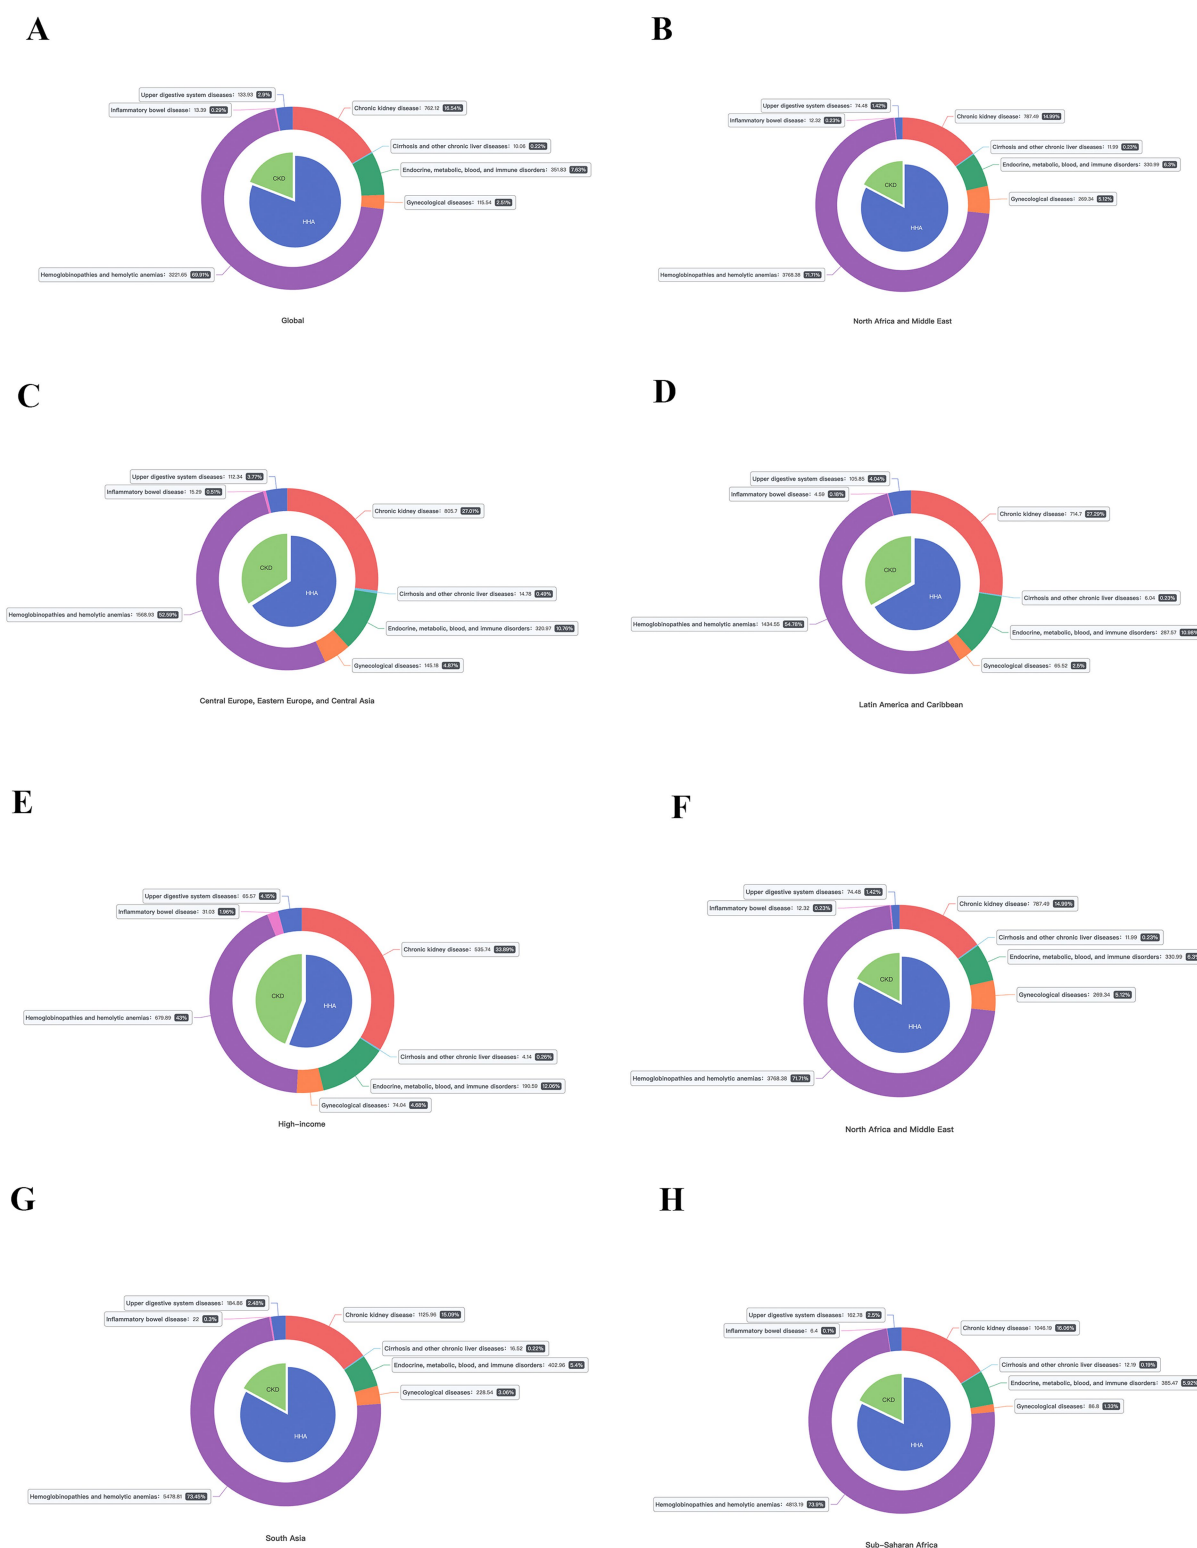 A
Upper digestive system diseases: 133.93 2.9%
Inflammatory bowel disease: 13.39 0.29%
Chronic kidney disease: 762.12 16.54%
Cirrhosis and other chronic liver diseases: 10.06 0.22%
Endocrine, metabolic, blood, and immune disorders: 351.83 7.63%
Gynecological diseases: 115.54 2.51%
CKD
HHA
Hemoglobinopathies and hemolytic anemias: 3221.65 69.91%
Global
B
Upper digestive system diseases: 74.48 1.42%
Inflammatory bowel disease: 12.32 0.23%
Chronic kidney disease: 787.49 14.99%
Cirrhosis and other chronic liver diseases: 11.99 0.23%
Endocrine, metabolic, blood, and immune disorders: 330.99 6.3%
Gynecological diseases: 269.34 5.12%
CKD
HHA
Hemoglobinopathies and hemolytic anemias: 3768.38 71.71%
North Africa and Middle East
C
Upper digestive system diseases: 112.34 3.77%
Inflammatory bowel disease: 15.29 0.51%
Chronic kidney disease: 805.7 27.01%
Cirrhosis and other chronic liver diseases: 14.78 0.49%
Endocrine, metabolic, blood, and immune disorders: 320.97 10.76%
Gynecological diseases: 145.18 4.87%
CKD
HHA
Hemoglobinopathies and hemolytic anemias: 1568.93 52.59%
Central Europe, Eastern Europe, and Central Asia
D
Upper digestive system diseases: 105.85 4.04%
Inflammatory bowel disease: 4.59 0.18%
Chronic kidney disease: 714.7 27.29%
Cirrhosis and other chronic liver diseases: 6.04 0.23%
Endocrine, metabolic, blood, and immune disorders: 287.57 10.98%
Gynecological diseases: 65.52 2.5%
CKD
HHA
Hemoglobinopathies and hemolytic anemias: 1434.55 54.78%
Latin America and Caribbean
E
Upper digestive system diseases: 65.57 4.15%
Inflammatory bowel disease: 31.03 1.96%
Chronic kidney disease: 535.74 33.89%
Cirrhosis and other chronic liver diseases: 4.14 0.26%
Endocrine, metabolic, blood, and immune disorders: 190.59 12.06%
Gynecological diseases: 74.04 4.68%
CKD
HHA
Hemoglobinopathies and hemolytic anemias: 679.89 43%
High-income
F
Upper digestive system diseases: 74.48 1.42%
Inflammatory bowel disease: 12.32 0.23%
Chronic kidney disease: 787.49 14.99%
Cirrhosis and other chronic liver diseases: 11.99 0.23%
Endocrine, metabolic, blood, and immune disorders: 330.99 6.3%
Gynecological diseases: 269.34 5.12%
CKD
HHA
Hemoglobinopathies and hemolytic anemias: 3768.38 71.71%
North Africa and Middle East
G
Upper digestive system diseases: 184.86 2.48%
Inflammatory bowel disease: 22 0.3%
Chronic kidney disease: 1125.96 15.09%
Cirrhosis and other chronic liver diseases: 16.52 0.22%
Endocrine, metabolic, blood, and immune disorders: 402.96 5.4%
Gynecological diseases: 228.54 3.06%
CKD
HHA
Hemoglobinopathies and hemolytic anemias: 5478.81 73.45%
South Asia
H
Upper digestive system diseases: 162.78 2.5%
Inflammatory bowel disease: 6.4 0.1%
Chronic kidney disease: 1046.19 16.06%
Cirrhosis and other chronic liver diseases: 12.19 0.19%
Endocrine, metabolic, blood, and immune disorders: 385.47 5.92%
Gynecological diseases: 86.8 1.33%
CKD
HHA
Hemoglobinopathies and hemolytic anemias: 4813.19 73.9%
Sub-Saharan Africa